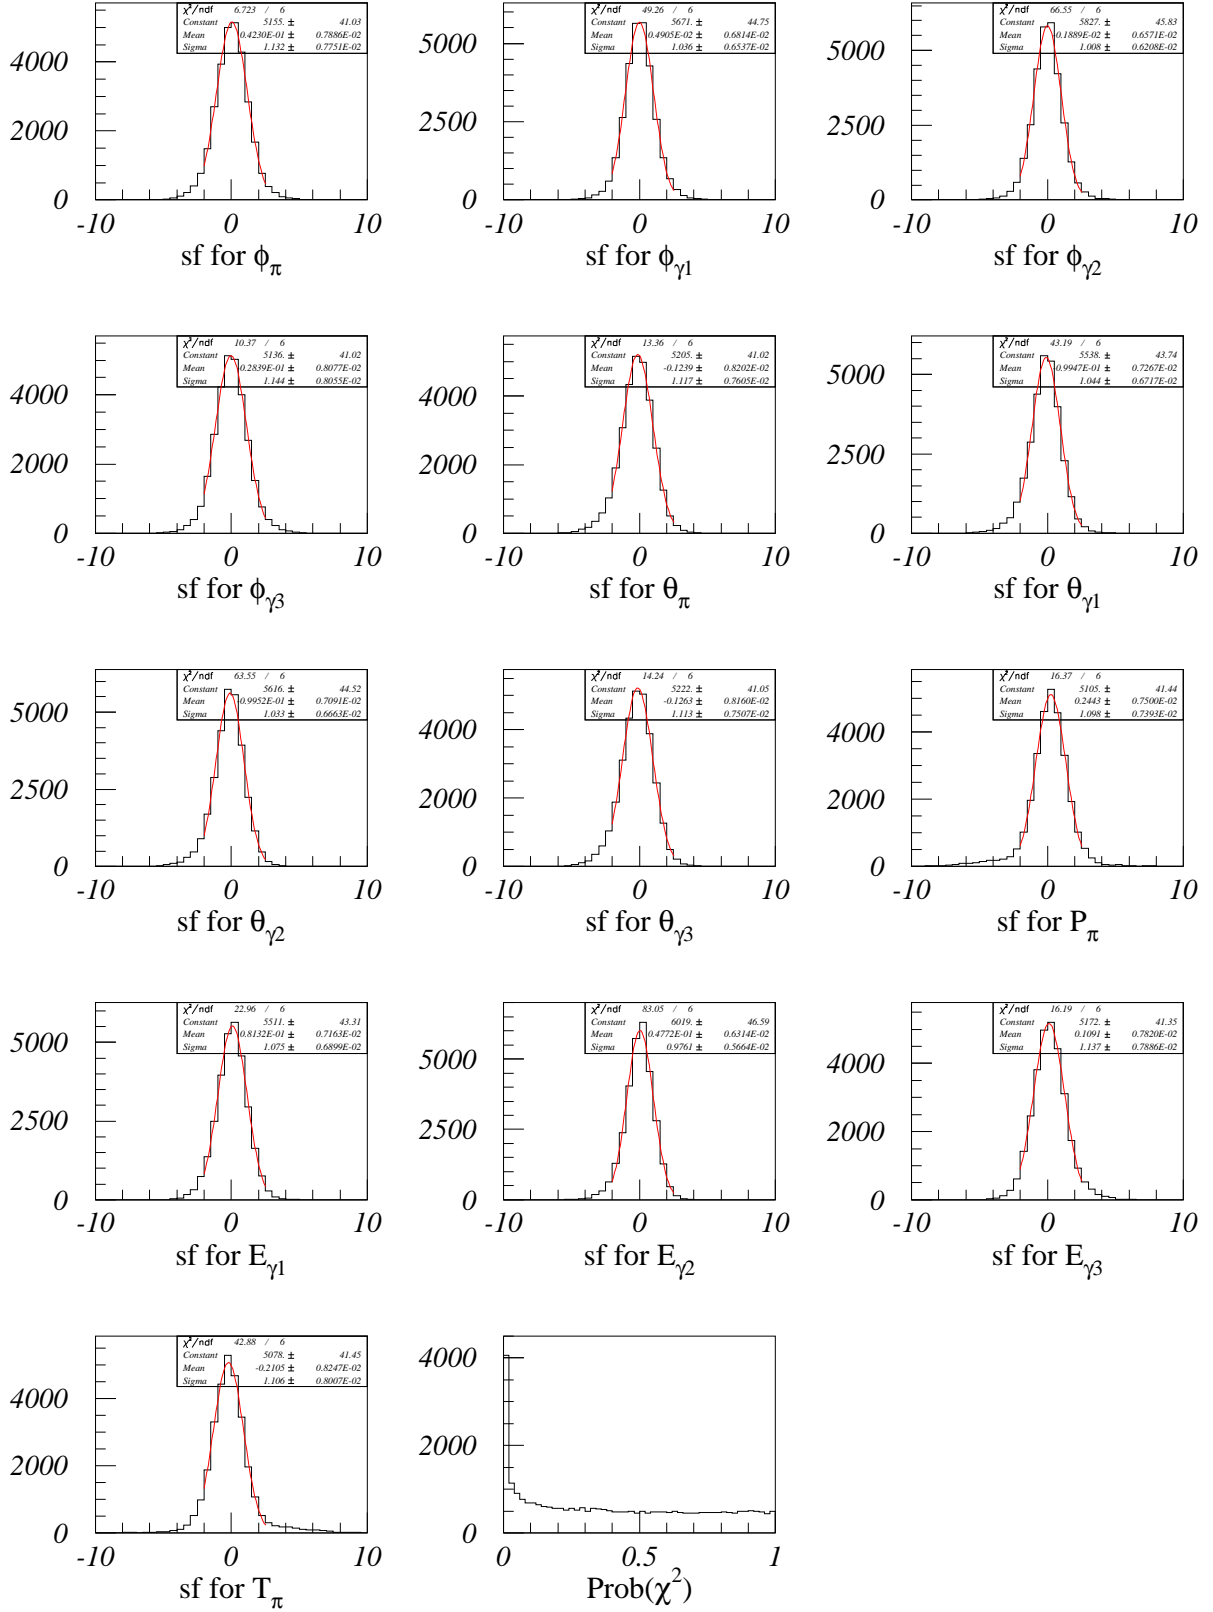 χ²/ndf 6.723 / 6
Constant 5155. ± 41.03
Mean 0.4230E-01 ± 0.7886E-02
Sigma 1.132 ± 0.7751E-02
4000
2000
0
-10 0 10
sf for ϕπ
χ²/ndf 49.26 / 6
Constant 5671. ± 44.75
Mean 0.4905E-02 ± 0.6814E-02
Sigma 1.036 ± 0.6537E-02
5000
2500
0
-10 0 10
sf for ϕγ1
χ²/ndf 66.55 / 6
Constant 5827. ± 45.83
Mean -0.1889E-02 ± 0.6571E-02
Sigma 1.008 ± 0.6208E-02
5000
2500
0
-10 0 10
sf for ϕγ2
χ²/ndf 10.37 / 6
Constant 5136. ± 41.02
Mean -0.2839E-01 ± 0.8077E-02
Sigma 1.144 ± 0.8055E-02
4000
2000
0
-10 0 10
sf for ϕγ3
χ²/ndf 13.36 / 6
Constant 5205. ± 41.02
Mean -0.1239 ± 0.8202E-02
Sigma 1.117 ± 0.7605E-02
4000
2000
0
-10 0 10
sf for θπ
χ²/ndf 43.19 / 6
Constant 5538. ± 43.74
Mean -0.9947E-01 ± 0.7267E-02
Sigma 1.044 ± 0.6717E-02
5000
2500
0
-10 0 10
sf for θγ1
χ²/ndf 63.55 / 6
Constant 5616. ± 44.52
Mean -0.9952E-01 ± 0.7091E-02
Sigma 1.033 ± 0.6663E-02
5000
2500
0
-10 0 10
sf for θγ2
χ²/ndf 14.24 / 6
Constant 5222. ± 41.05
Mean -0.1263 ± 0.8160E-02
Sigma 1.113 ± 0.7507E-02
4000
2000
0
-10 0 10
sf for θγ3
χ²/ndf 16.37 / 6
Constant 5105. ± 41.44
Mean 0.2443 ± 0.7500E-02
Sigma 1.098 ± 0.7393E-02
4000
2000
0
-10 0 10
sf for Pπ
χ²/ndf 22.96 / 6
Constant 5511. ± 43.31
Mean 0.8132E-01 ± 0.7163E-02
Sigma 1.075 ± 0.6899E-02
5000
2500
0
-10 0 10
sf for Eγ1
χ²/ndf 83.05 / 6
Constant 6019. ± 46.59
Mean 0.4772E-01 ± 0.6314E-02
Sigma 0.9761 ± 0.5664E-02
5000
2500
0
-10 0 10
sf for Eγ2
χ²/ndf 16.19 / 6
Constant 5172. ± 41.35
Mean 0.1091 ± 0.7820E-02
Sigma 1.137 ± 0.7886E-02
4000
2000
0
-10 0 10
sf for Eγ3
χ²/ndf 42.88 / 6
Constant 5078. ± 41.45
Mean -0.2105 ± 0.8247E-02
Sigma 1.106 ± 0.8007E-02
4000
2000
0
-10 0 10
sf for Tπ
4000
2000
0
0 0.5 1
Prob(χ²)